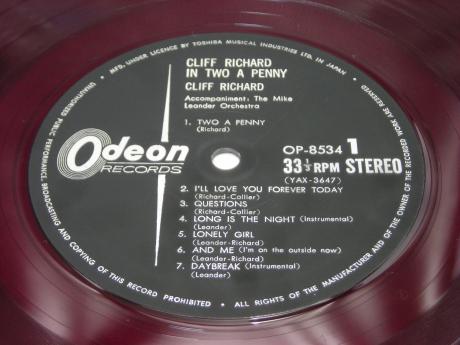 • MFD. UNDER LICENCE BY TOSHIBA MUSICAL INDUSTRIES LTD. IN JAPAN •
CLIFF RICHARD
IN TWO A PENNY
CLIFF RICHARD
Accompaniment: The Mike
Leander Orchestra
1. TWO A PENNY
(Richard)
Odeon
RECORDS
OP-8534 1
33⅓RPM STEREO
(YAX-3647)
2. I'LL LOVE YOU FOREVER TODAY
(Richard-Collier)
3. QUESTIONS
(Richard-Collier)
4. LONG IS THE NIGHT (Instrumental)
(Leander)
5. LONELY GIRL
(Leander-Richard)
6. AND ME (I'm on the outside now)
(Leander-Richard)
7. DAYBREAK (Instrumental)
(Leander)
UNAUTHORISED PUBLIC PERFORMANCE BROADCASTING AND COPYING OF THIS RECORD PROHIBITED • ALL RIGHTS OF THE MANUFACTURER AND OF THE OWNER OF THE RECORDED WORK ARE RESERVED